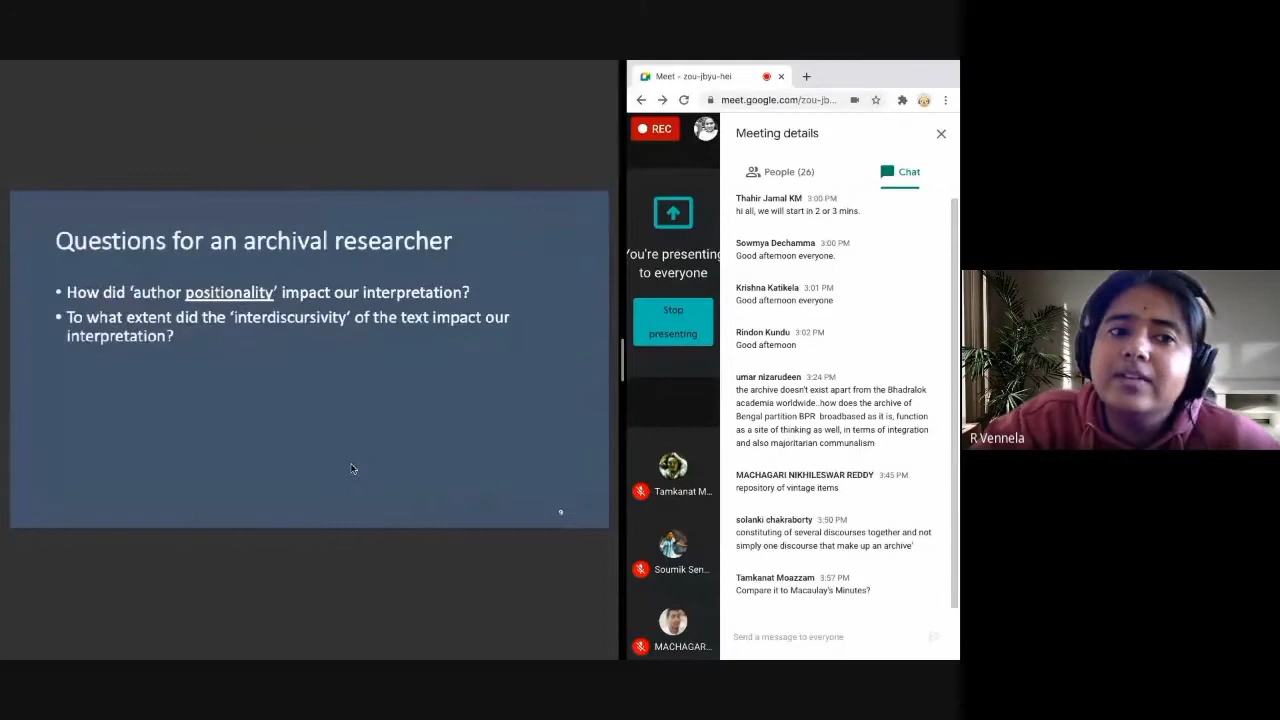 Questions for an archival researcher
• How did ‘author positionality’ impact our interpretation?
• To what extent did the ‘interdiscursivity’ of the text impact our
interpretation?
9
Meet - zou-jbyu-hei
meet.google.com/zou-jb...
REC
You're presenting
to everyone
Stop
presenting
Tamkanat M...
Soumik Sen...
MACHAGAR...
Meeting details
People (26)
Chat
Thahir Jamal KM 3:00 PM
hi all, we will start in 2 or 3 mins.
Sowmya Dechamma 3:00 PM
Good afternoon everyone.
Krishna Katikela 3:01 PM
Good afternoon everyone
Rindon Kundu 3:02 PM
Good afternoon
umar nizarudeen 3:24 PM
the archive doesn't exist apart from the Bhadralok
academia worldwide..how does the archive of
Bengal partition BPR broadbased as it is, function
as a site of thinking as well, in terms of integration
and also majoritarian communalism
MACHAGARI NIKHILESWAR REDDY 3:45 PM
repository of vintage items
solanki chakraborty 3:50 PM
constituting of several discourses together and not
simply one discourse that make up an archive'
Tamkanat Moazzam 3:57 PM
Compare it to Macaulay's Minutes?
Send a message to everyone
R Vennela